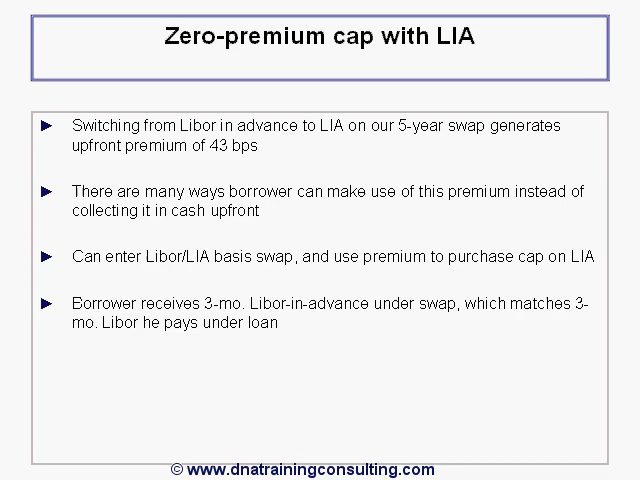 Zero-premium cap with LIA
► Switching from Libor in advance to LIA on our 5-year swap generates
upfront premium of 43 bps
► There are many ways borrower can make use of this premium instead of
collecting it in cash upfront
► Can enter Libor/LIA basis swap, and use premium to purchase cap on LIA
► Borrower receives 3-mo. Libor-in-advance under swap, which matches 3-
mo. Libor he pays under loan
© www.dnatrainingconsulting.com